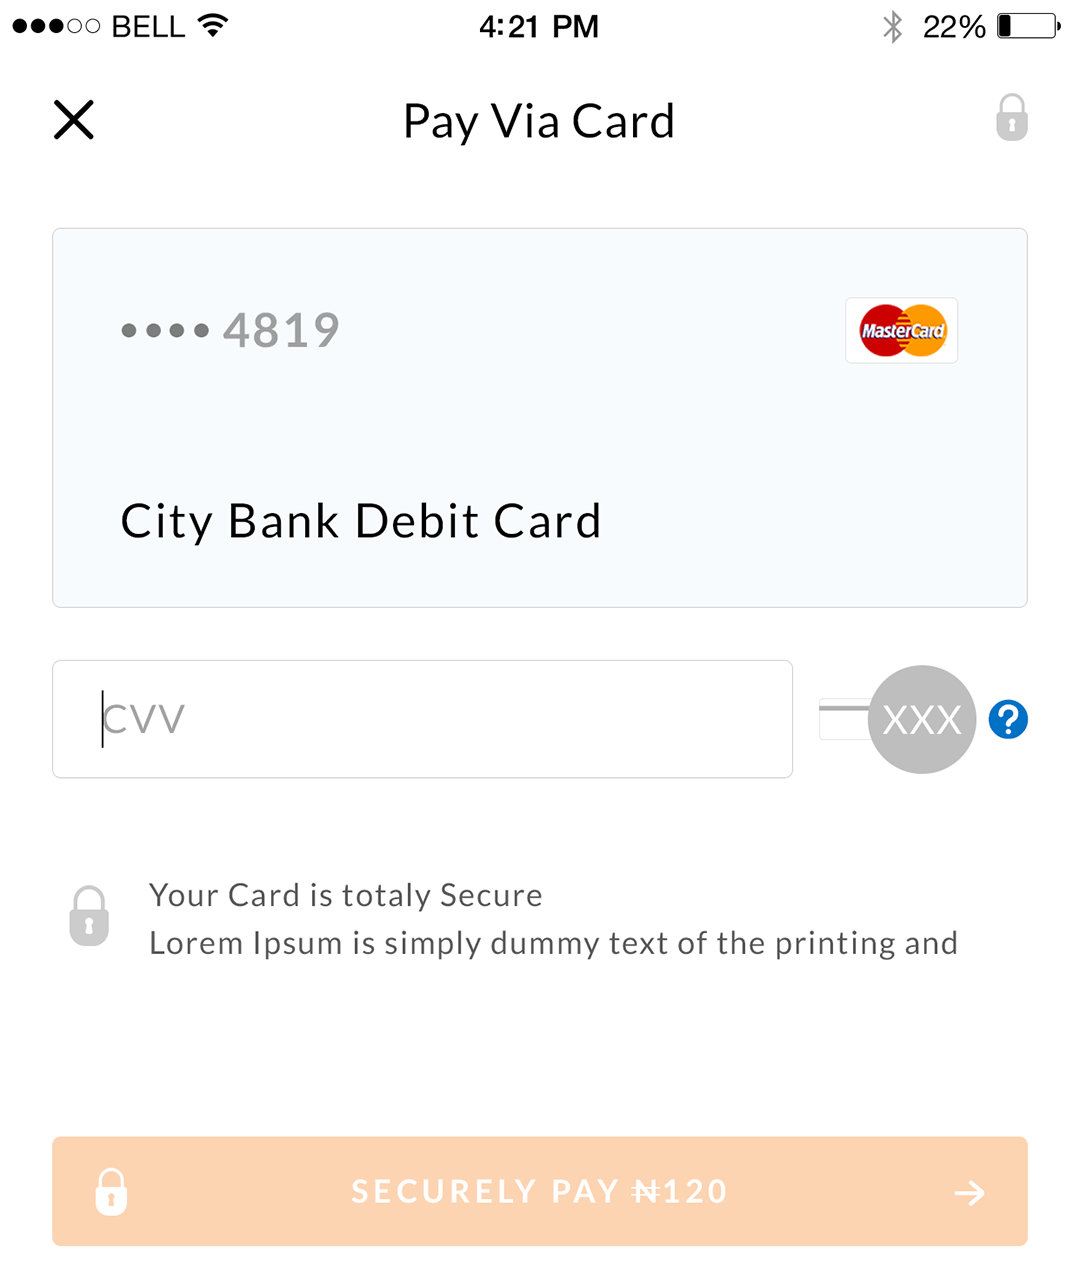 BELL 4:21 PM 22%
Pay Via Card
•••• 4819
MasterCard
City Bank Debit Card
CVV
XXX
?
Your Card is totaly Secure
Lorem Ipsum is simply dummy text of the printing and
SECURELY PAY ₦120